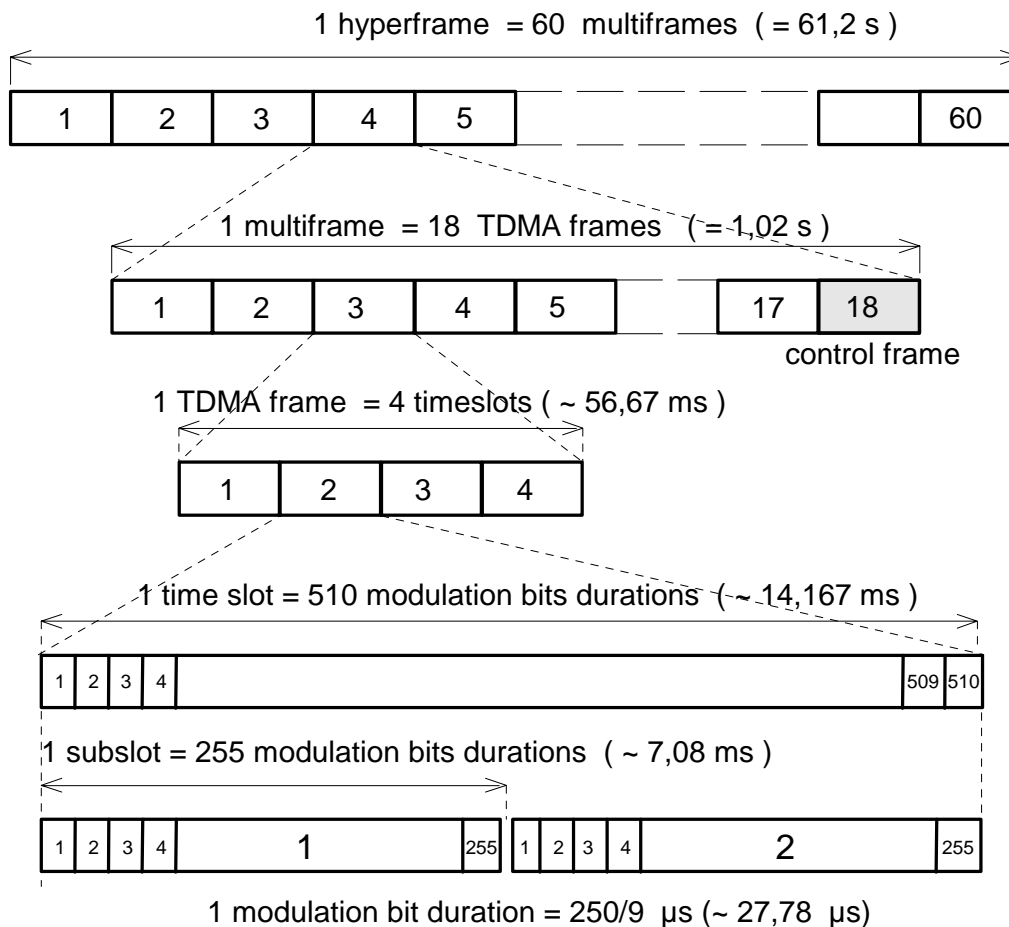 1 hyperframe = 60 multiframes ( = 61,2 s )
1 2 3 4 5 60
1 multiframe = 18 TDMA frames ( = 1,02 s )
1 2 3 4 5 17 18
control frame
1 TDMA frame = 4 timeslots ( ~ 56,67 ms )
1 2 3 4
1 time slot = 510 modulation bits durations ( ~ 14,167 ms )
1 2 3 4 509 510
1 subslot = 255 modulation bits durations ( ~ 7,08 ms )
1 2 3 4 1 255 1 2 3 4 2 255
1 modulation bit duration = 250/9 µs (~ 27,78 µs)